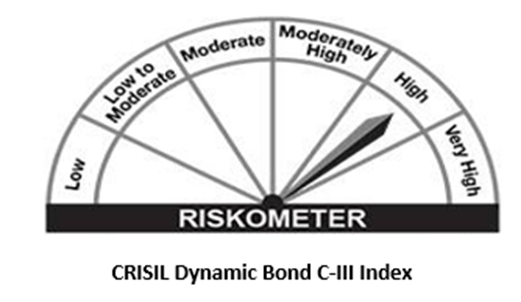 Low
Low to
Moderate
Moderate
Moderately
High
High
Very High
RISKOMETER
CRISIL Dynamic Bond C-III Index